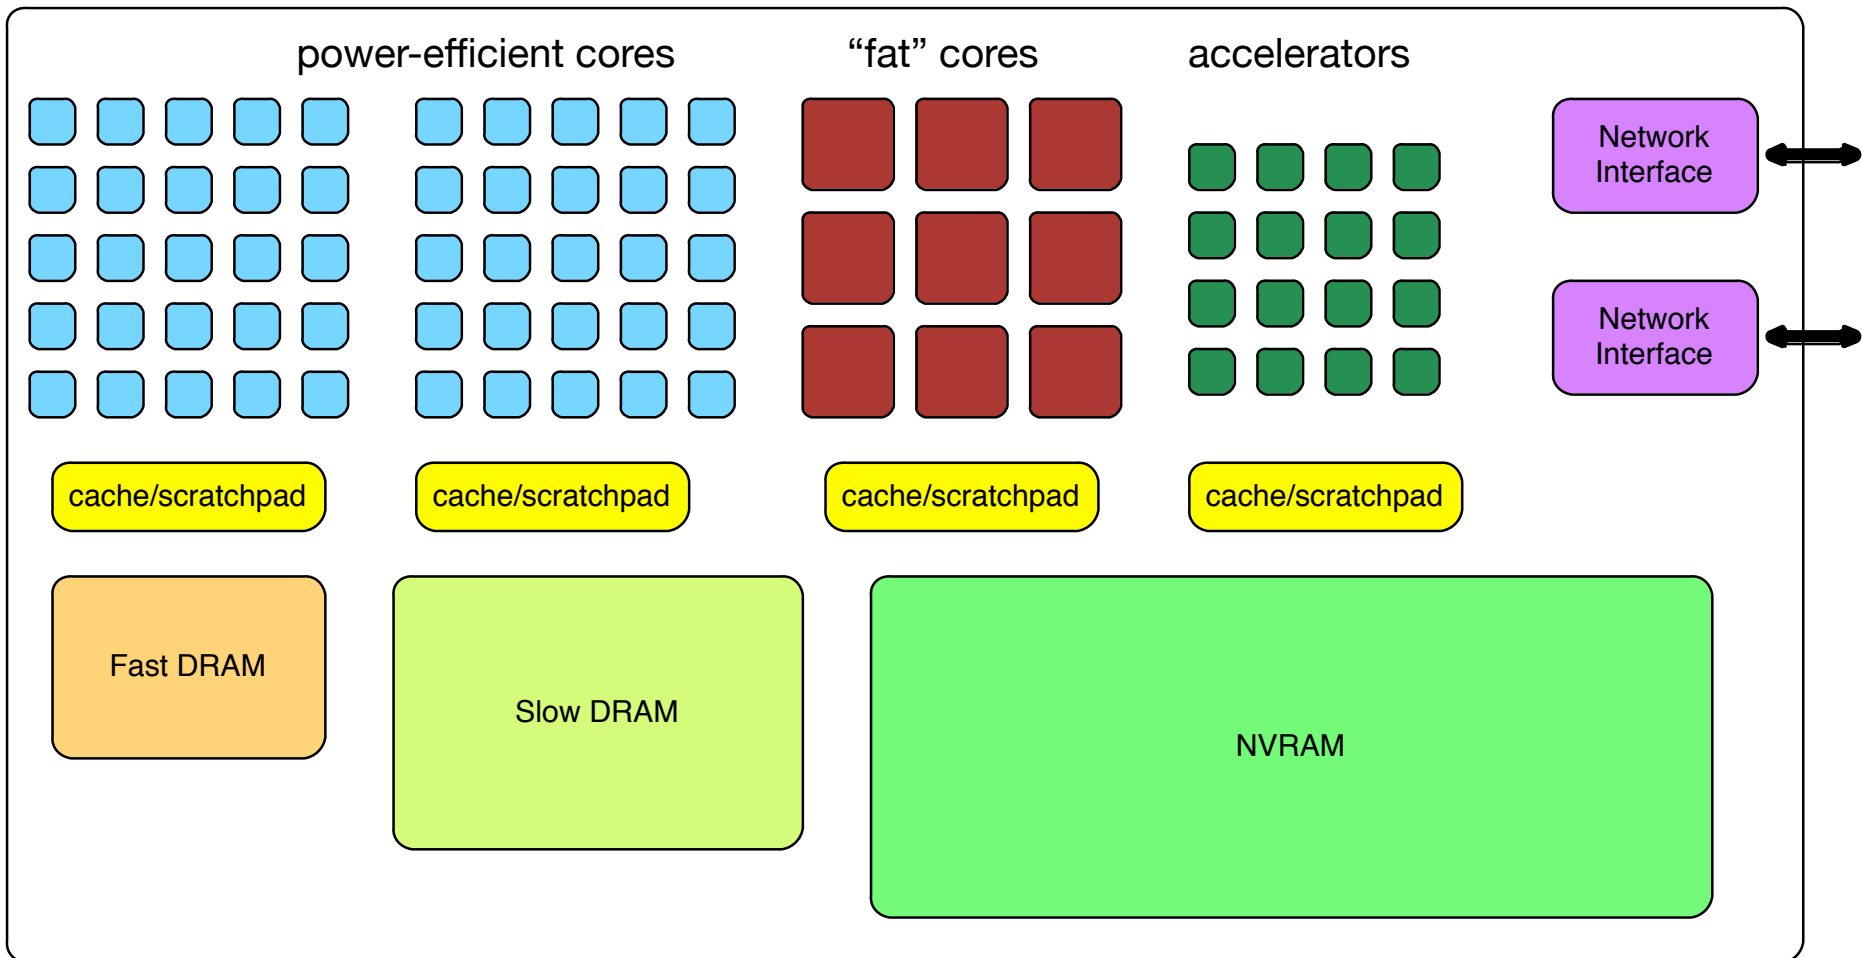 power-efficient cores
“fat” cores
accelerators
Network
Interface
Network
Interface
cache/scratchpad
cache/scratchpad
cache/scratchpad
cache/scratchpad
Fast DRAM
Slow DRAM
NVRAM